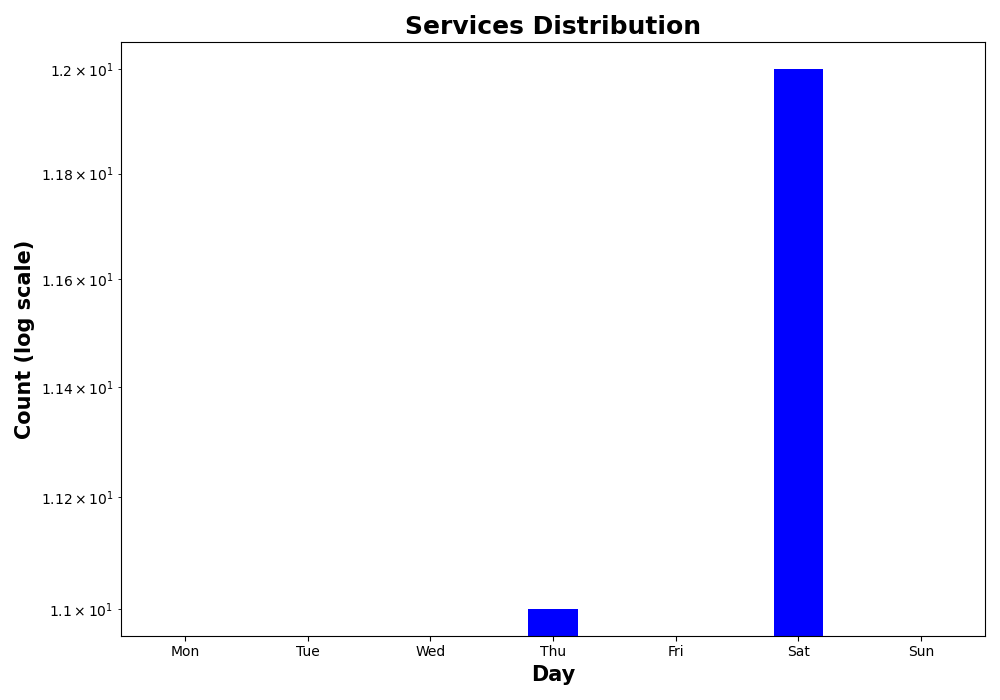 Services Distribution
Count (log scale)
1.2 × 10¹
1.18 × 10¹
1.16 × 10¹
1.14 × 10¹
1.12 × 10¹
1.1 × 10¹
Mon Tue Wed Thu Fri Sat Sun
Day